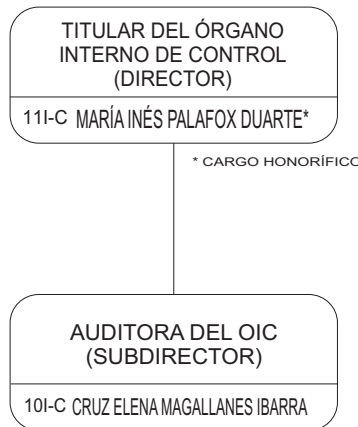 TITULAR DEL ÓRGANO
INTERNO DE CONTROL
(DIRECTOR)
11I-C MARÍA INÉS PALAFOX DUARTE*
* CARGO HONORÍFICO
AUDITORA DEL OIC
(SUBDIRECTOR)
10I-C CRUZ ELENA MAGALLANES IBARRA